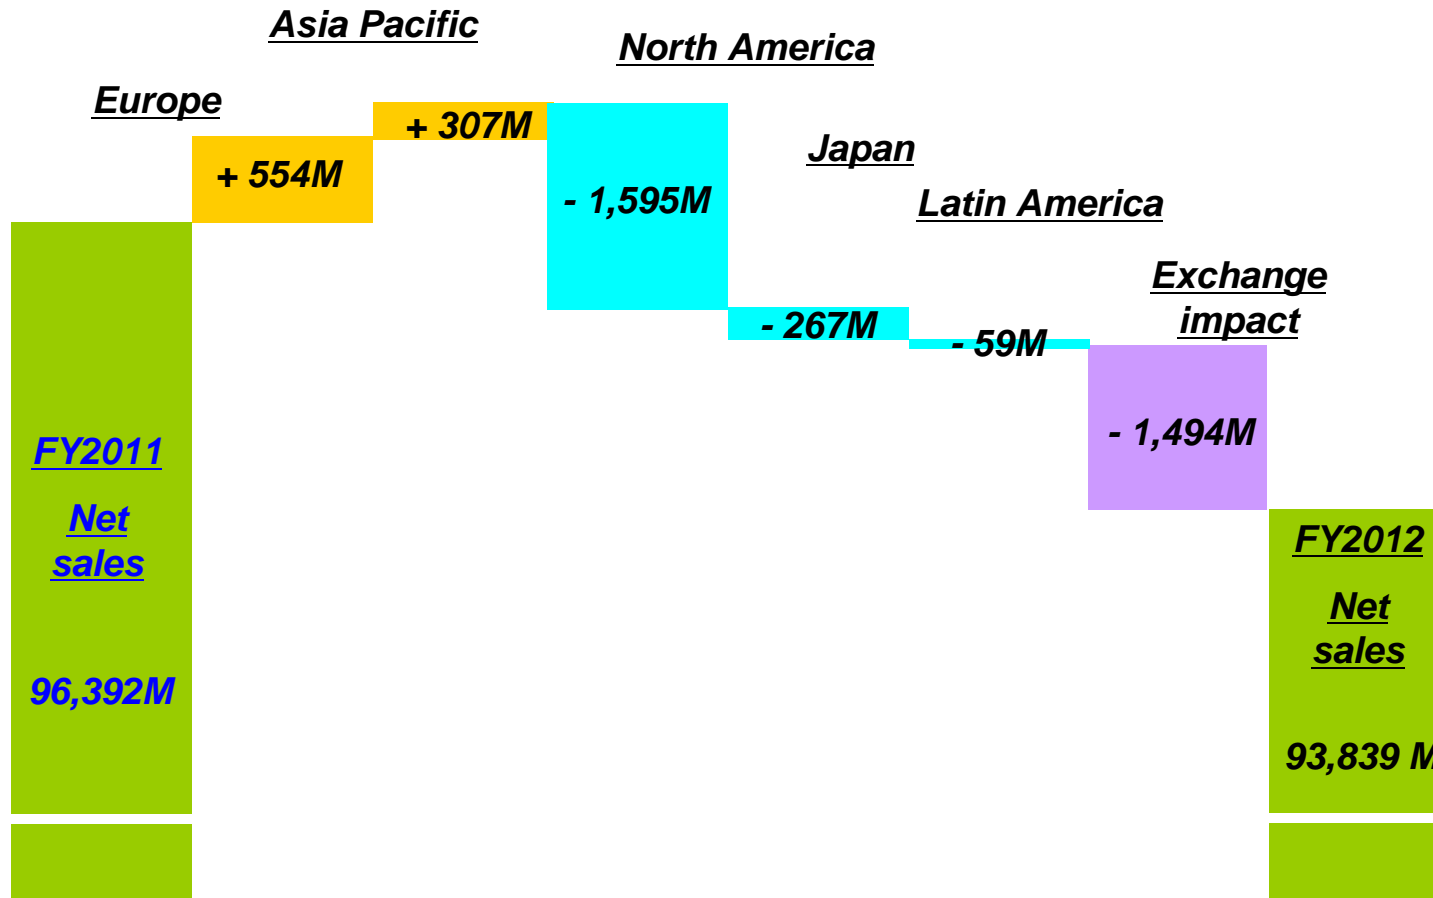 Asia Pacific
North America
Europe
+ 307M
+ 554M
- 1,595M
Japan
Latin America
Exchange
impact
- 267M
- 59M
- 1,494M
FY2011
Net
sales
96,392M
FY2012
Net
sales
93,839 M